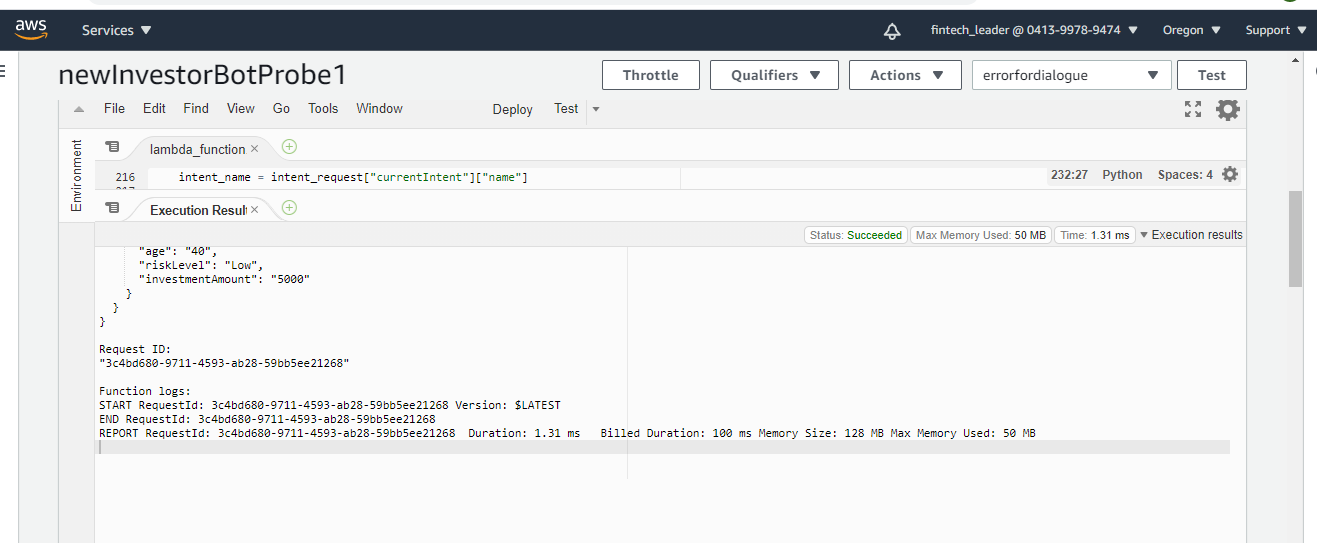 aws
Services
fintech_leader @ 0413-9978-9474
Oregon
Support
newInvestorBotProbe1
Throttle
Qualifiers
Actions
errorfordialogue
Test
File Edit Find View Go Tools Window
Deploy
Test
Environment
lambda_function
216 intent_name = intent_request["currentIntent"]["name"]
232:27 Python Spaces: 4
Execution Result
Status: Succeeded
Max Memory Used: 50 MB
Time: 1.31 ms
Execution results
"age": "40",
"riskLevel": "Low",
"investmentAmount": "5000"
}
}
}
Request ID:
"3c4bd680-9711-4593-ab28-59bb5ee21268"
Function logs:
START RequestId: 3c4bd680-9711-4593-ab28-59bb5ee21268 Version: $LATEST
END RequestId: 3c4bd680-9711-4593-ab28-59bb5ee21268
REPORT RequestId: 3c4bd680-9711-4593-ab28-59bb5ee21268 Duration: 1.31 ms Billed Duration: 100 ms Memory Size: 128 MB Max Memory Used: 50 MB